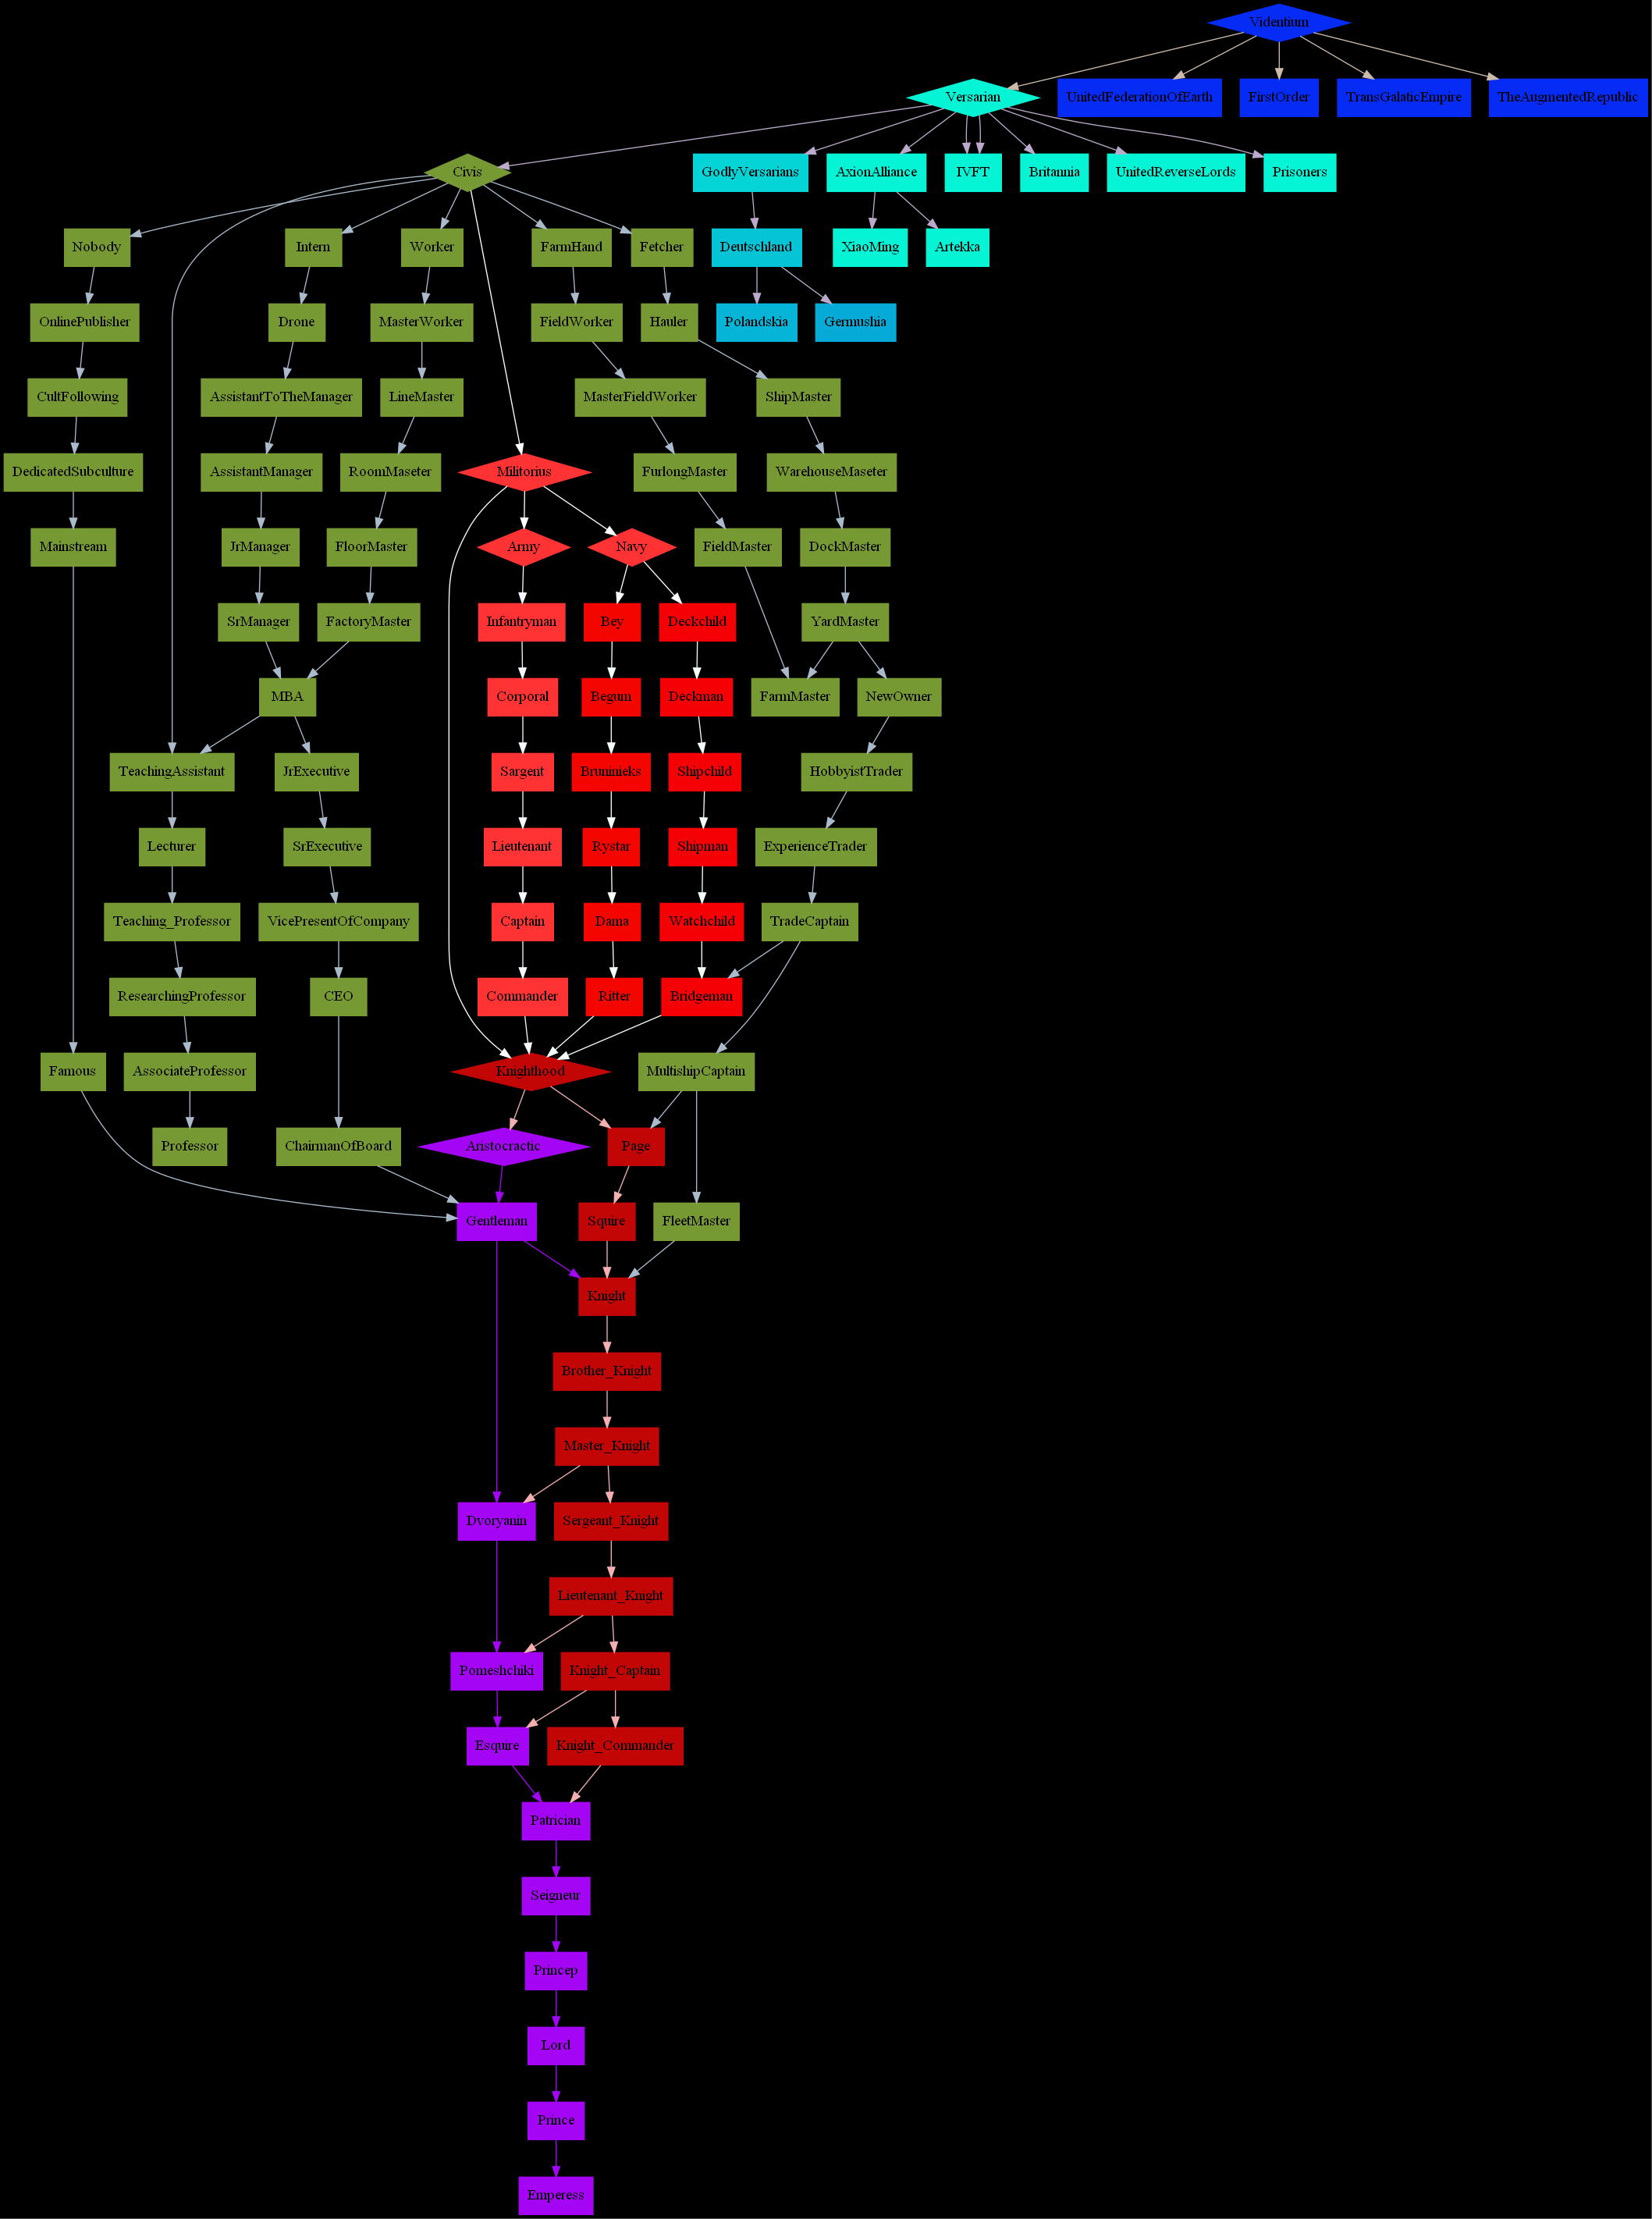 Videntium
Versarian
UnitedFederationOfEarth
FirstOrder
TransGalaticEmpire
TheAugmentedRepublic
Civis
GodlyVersarians
AxionAlliance
IVFT
Britannia
UnitedReverseLords
Prisoners
Nobody
Intern
Worker
FarmHand
Fetcher
Deutschland
XiaoMing
Artekka
OnlinePublisher
Drone
MasterWorker
FieldWorker
Hauler
Polandskia
Germushia
CultFollowing
AssistantToTheManager
LineMaster
MasterFieldWorker
ShipMaster
DedicatedSubculture
AssistantManager
RoomMaseter
Militorius
FurlongMaster
WarehouseMaseter
Mainstream
JrManager
FloorMaster
Army
Navy
FieldMaster
DockMaster
SrManager
FactoryMaster
Infantryman
Bey
Deckchild
YardMaster
MBA
Corporal
Begum
Deckman
FarmMaster
NewOwner
TeachingAssistant
JrExecutive
Sargent
Bruninieks
Shipchild
HobbyistTrader
Lecturer
SrExecutive
Lieutenant
Rystar
Shipman
ExperienceTrader
Teaching_Professor
VicePresentOfCompany
Captain
Dama
Watchchild
TradeCaptain
ResearchingProfessor
CEO
Commander
Ritter
Bridgeman
Famous
AssociateProfessor
Knighthood
MultishipCaptain
Professor
ChairmanOfBoard
Aristocractic
Page
Gentleman
Squire
FleetMaster
Knight
Brother_Knight
Master_Knight
Dvoryanin
Sergeant_Knight
Lieutenant_Knight
Pomeshchiki
Knight_Captain
Esquire
Knight_Commander
Patrician
Seigneur
Princep
Lord
Prince
Emperess